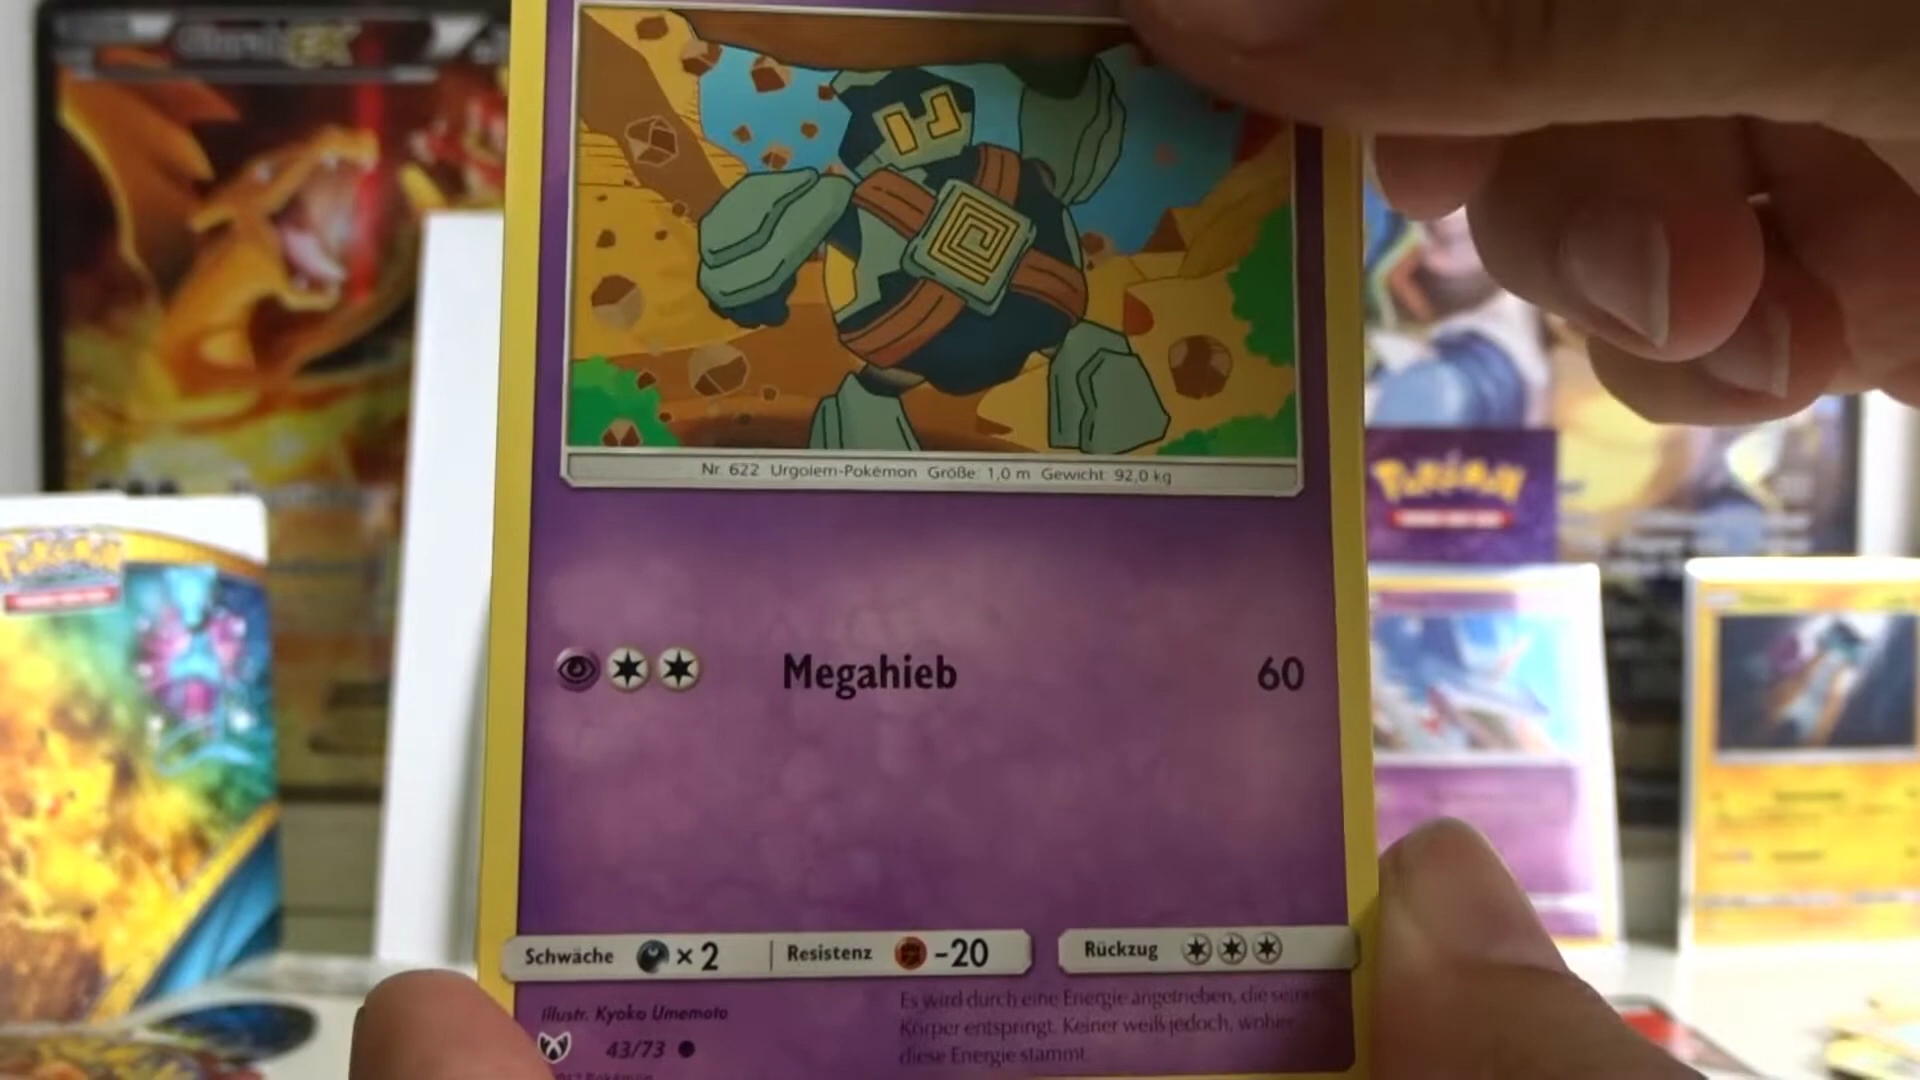 Nr. 622 Urgolem-Pokémon Größe: 1,0 m Gewicht: 92,0 kg
Megahieb 60
Schwäche ×2 Resistenz -20 Rückzug
Illustr. Kyoko Umemoto
43/73
Es wird durch eine Energie angetrieben, die
Körper entspringt. Keiner weiß jedoch, woher
diese Energie stammt.
Pokémon
Pokémon